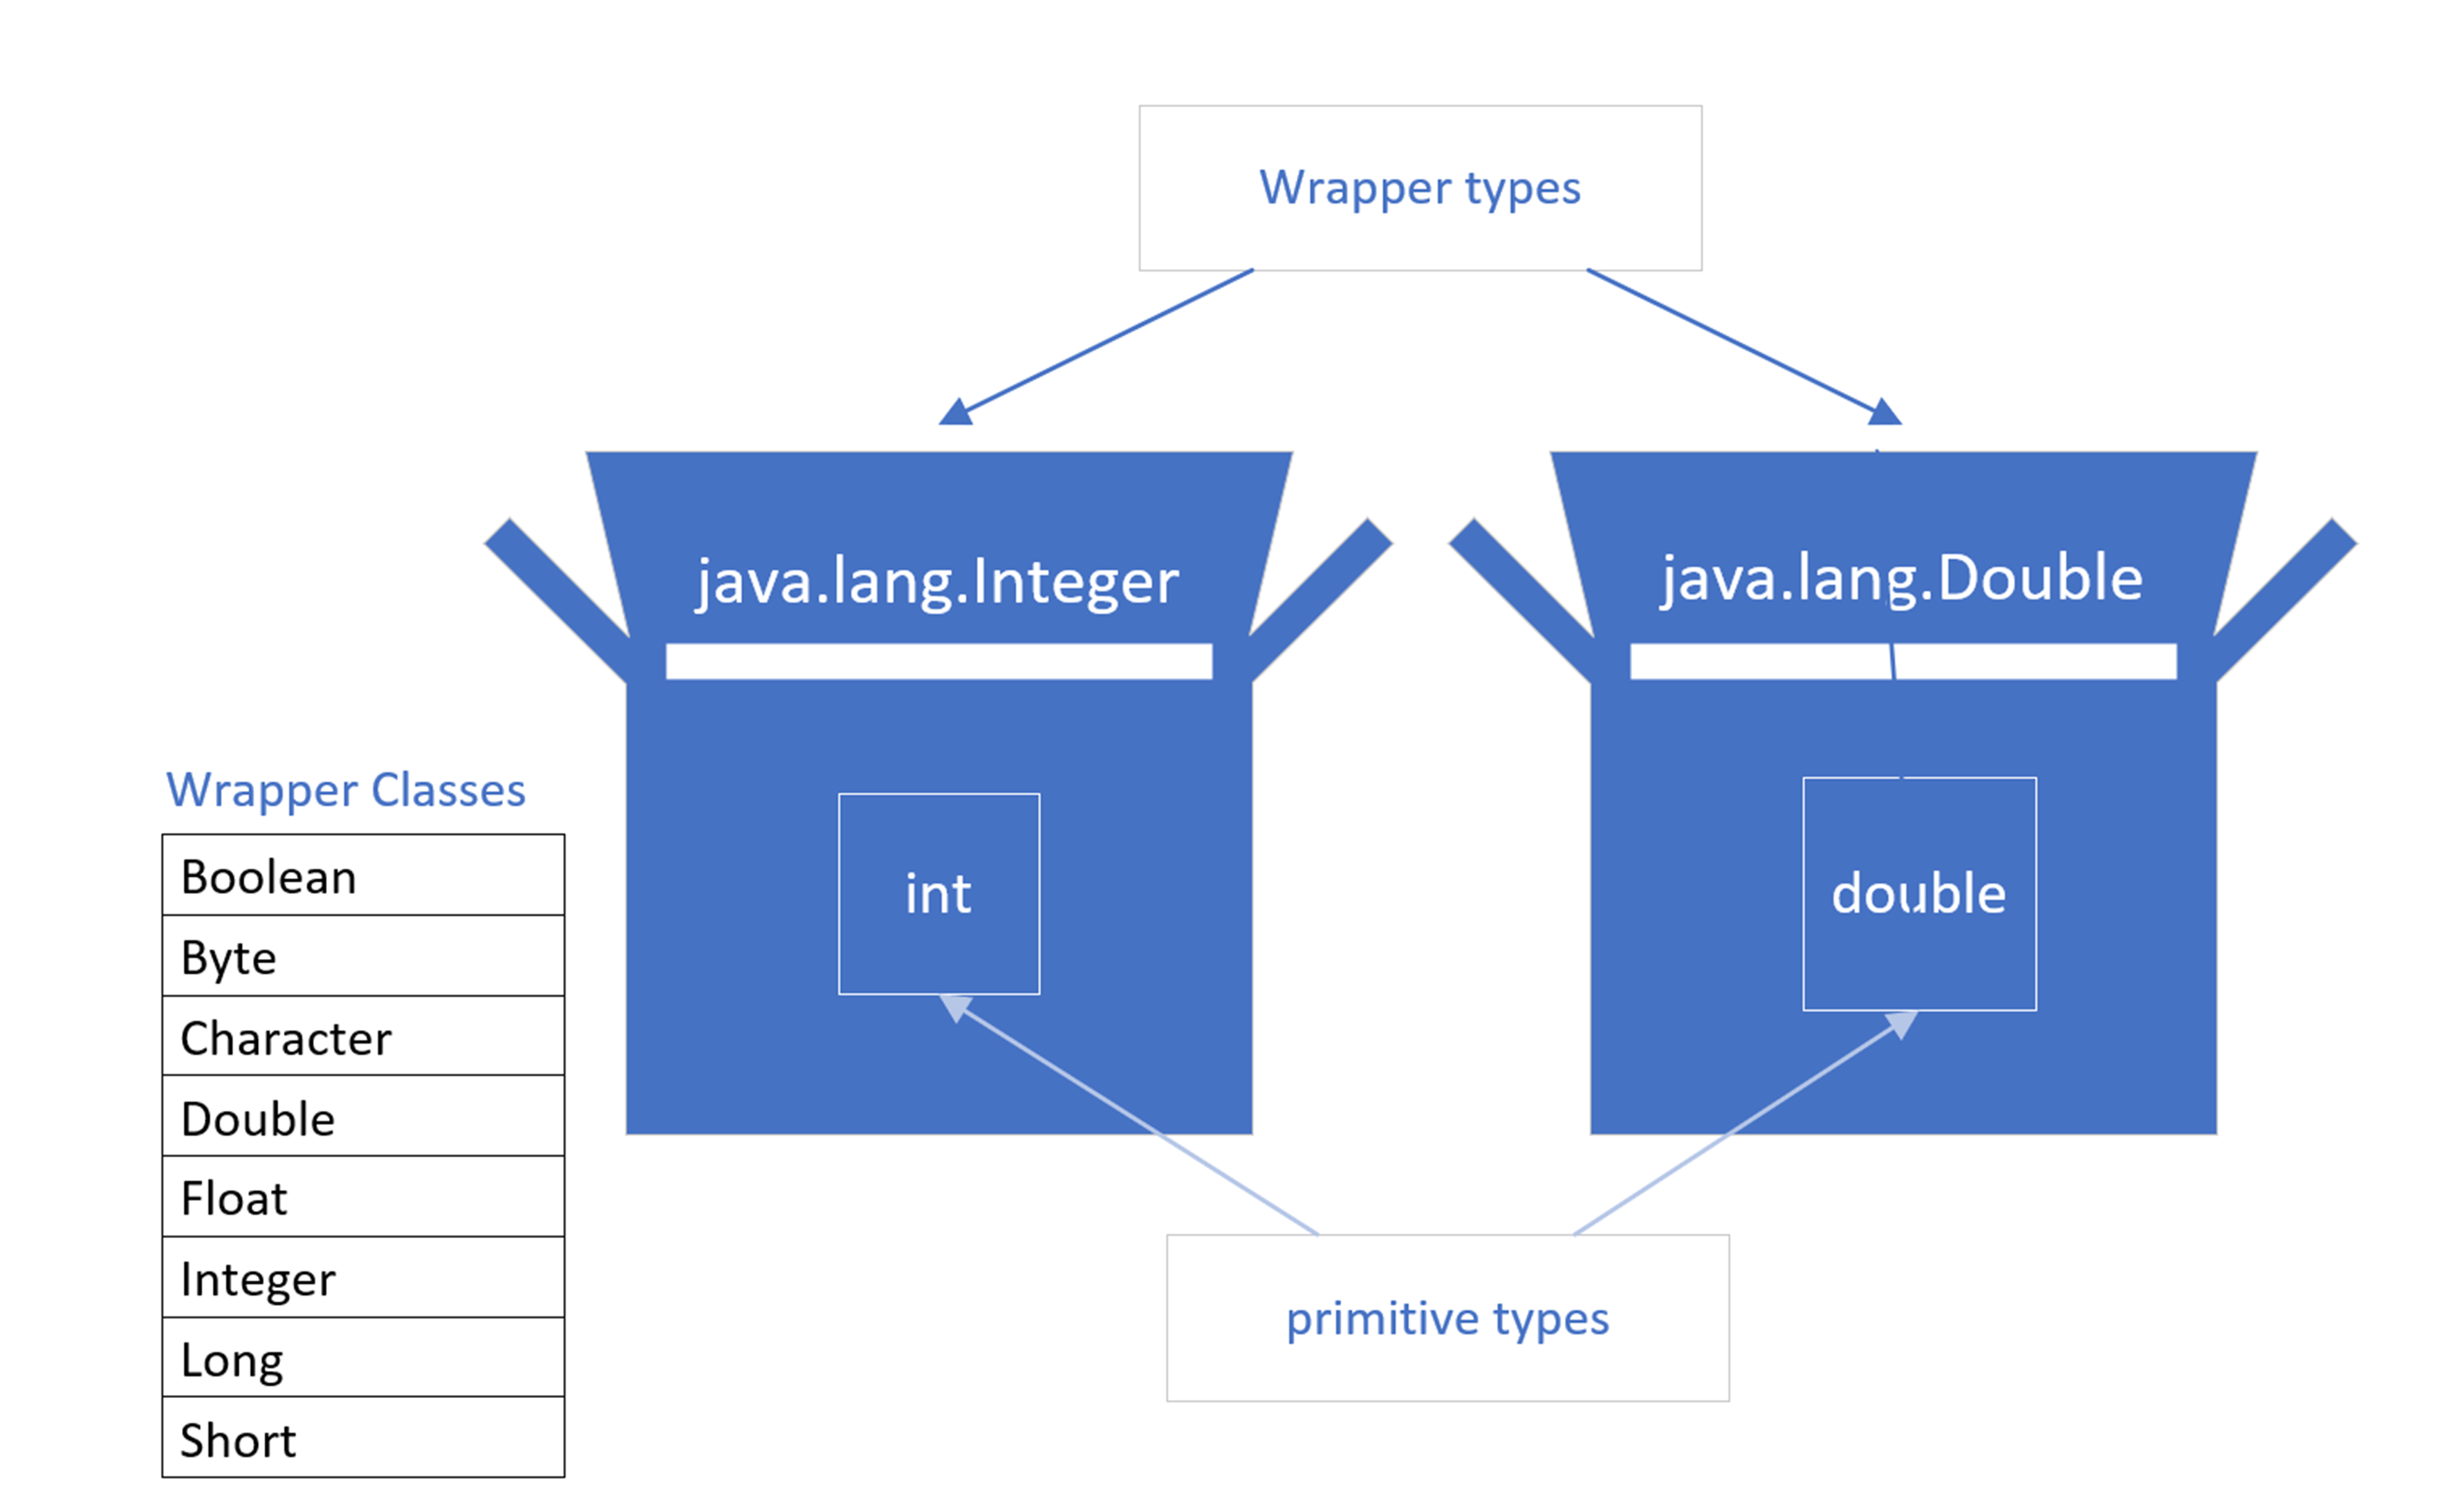 Wrapper types
java.lang.Integer
java.lang.Double
int
double
primitive types
Wrapper Classes
Boolean
Byte
Character
Double
Float
Integer
Long
Short